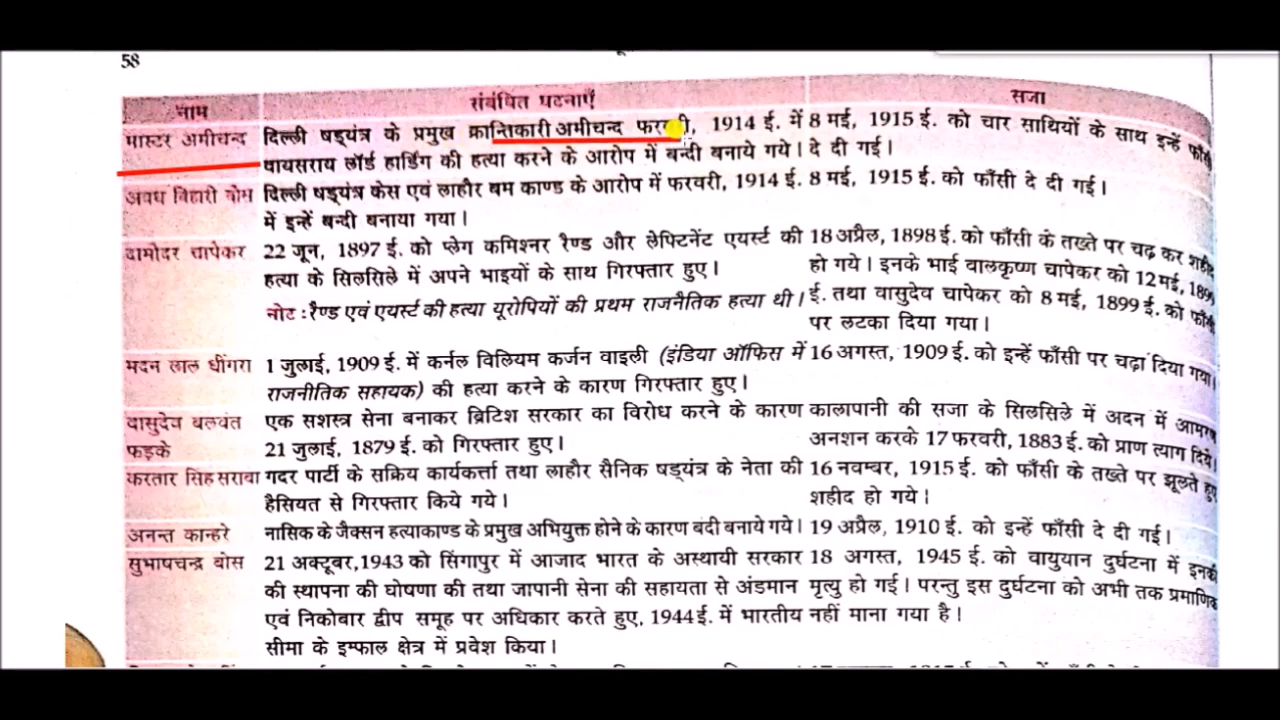 58
नाम संबंधित घटनाएँ सजा
मास्टर अमीचन्द दिल्ली षड्यंत्र के प्रमुख क्रान्तिकारी अमीचन्द फरवरी, 1914 ई. में 8 मई, 1915 ई. को चार साथियों के साथ इन्हें फाँसी
वायसराय लॉर्ड हार्डिंग की हत्या करने के आरोप में बन्दी बनाये गये। दे दी गई।
अवध बिहारी बोस दिल्ली षड्यंत्र केस एवं लाहौर बम काण्ड के आरोप में फरवरी, 1914 ई. 8 मई, 1915 ई. को फाँसी दे दी गई।
में इन्हें बन्दी बनाया गया।
दामोदर चापेकर 22 जून, 1897 ई. को प्लेग कमिश्नर रैण्ड और लेफ्टिनेंट एयर्स्ट की 18 अप्रैल, 1898 ई. को फाँसी के तख्ते पर चढ़ कर शहीद
हत्या के सिलसिले में अपने भाइयों के साथ गिरफ्तार हुए। हो गये। इनके भाई बालकृष्ण चापेकर को 12 मई, 1899
नोट : रैण्ड एवं एयर्स्ट की हत्या यूरोपियों की प्रथम राजनैतिक हत्या थी। ई. तथा वासुदेव चापेकर को 8 मई, 1899 ई. को फाँसी
पर लटका दिया गया।
मदन लाल धींगरा 1 जुलाई, 1909 ई. में कर्नल विलियम कर्जन वाइली (इंडिया ऑफिस में 16 अगस्त, 1909 ई. को इन्हें फाँसी पर चढ़ा दिया गया।
राजनीतिक सहायक) की हत्या करने के कारण गिरफ्तार हुए।
वासुदेव बलवंत एक सशस्त्र सेना बनाकर ब्रिटिश सरकार का विरोध करने के कारण कालापानी की सजा के सिलसिले में अदन में आमरण
फड़के 21 जुलाई, 1879 ई. को गिरफ्तार हुए। अनशन करके 17 फरवरी, 1883 ई. को प्राण त्याग दिये।
करतार सिंह सराबा गदर पार्टी के सक्रिय कार्यकर्त्ता तथा लाहौर सैनिक षड्यंत्र के नेता की 16 नवम्बर, 1915 ई. को फाँसी के तख्ते पर झूलते हुए
हैसियत से गिरफ्तार किये गये। शहीद हो गये।
अनन्त कान्हरे नासिक के जैक्सन हत्याकाण्ड के प्रमुख अभियुक्त होने के कारण बंदी बनाये गये। 19 अप्रैल, 1910 ई. को इन्हें फाँसी दे दी गई।
सुभाषचन्द्र बोस 21 अक्टूबर,1943 को सिंगापुर में आजाद भारत के अस्थायी सरकार 18 अगस्त, 1945 ई. को वायुयान दुर्घटना में इनकी
की स्थापना की घोषणा की तथा जापानी सेना की सहायता से अंडमान मृत्यु हो गई। परन्तु इस दुर्घटना को अभी तक प्रमाणिक
एवं निकोबार द्वीप समूह पर अधिकार करते हुए, 1944 ई. में भारतीय नहीं माना गया है।
सीमा के इम्फाल क्षेत्र में प्रवेश किया।